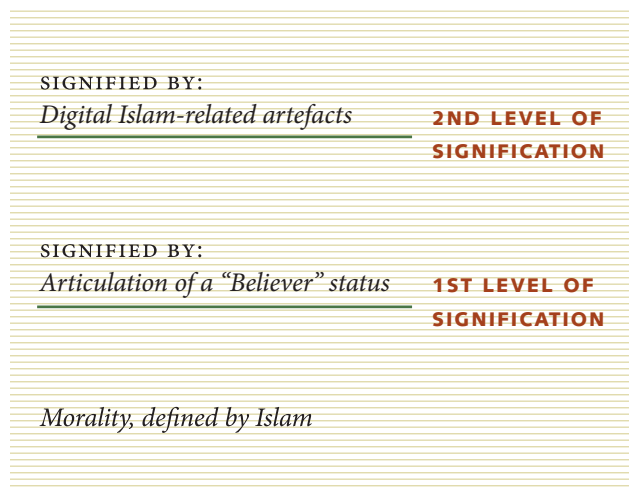 SIGNIFIED BY:
Digital Islam-related artefacts
2ND LEVEL OF
SIGNIFICATION
SIGNIFIED BY:
Articulation of a “Believer” status
1ST LEVEL OF
SIGNIFICATION
Morality, defined by Islam